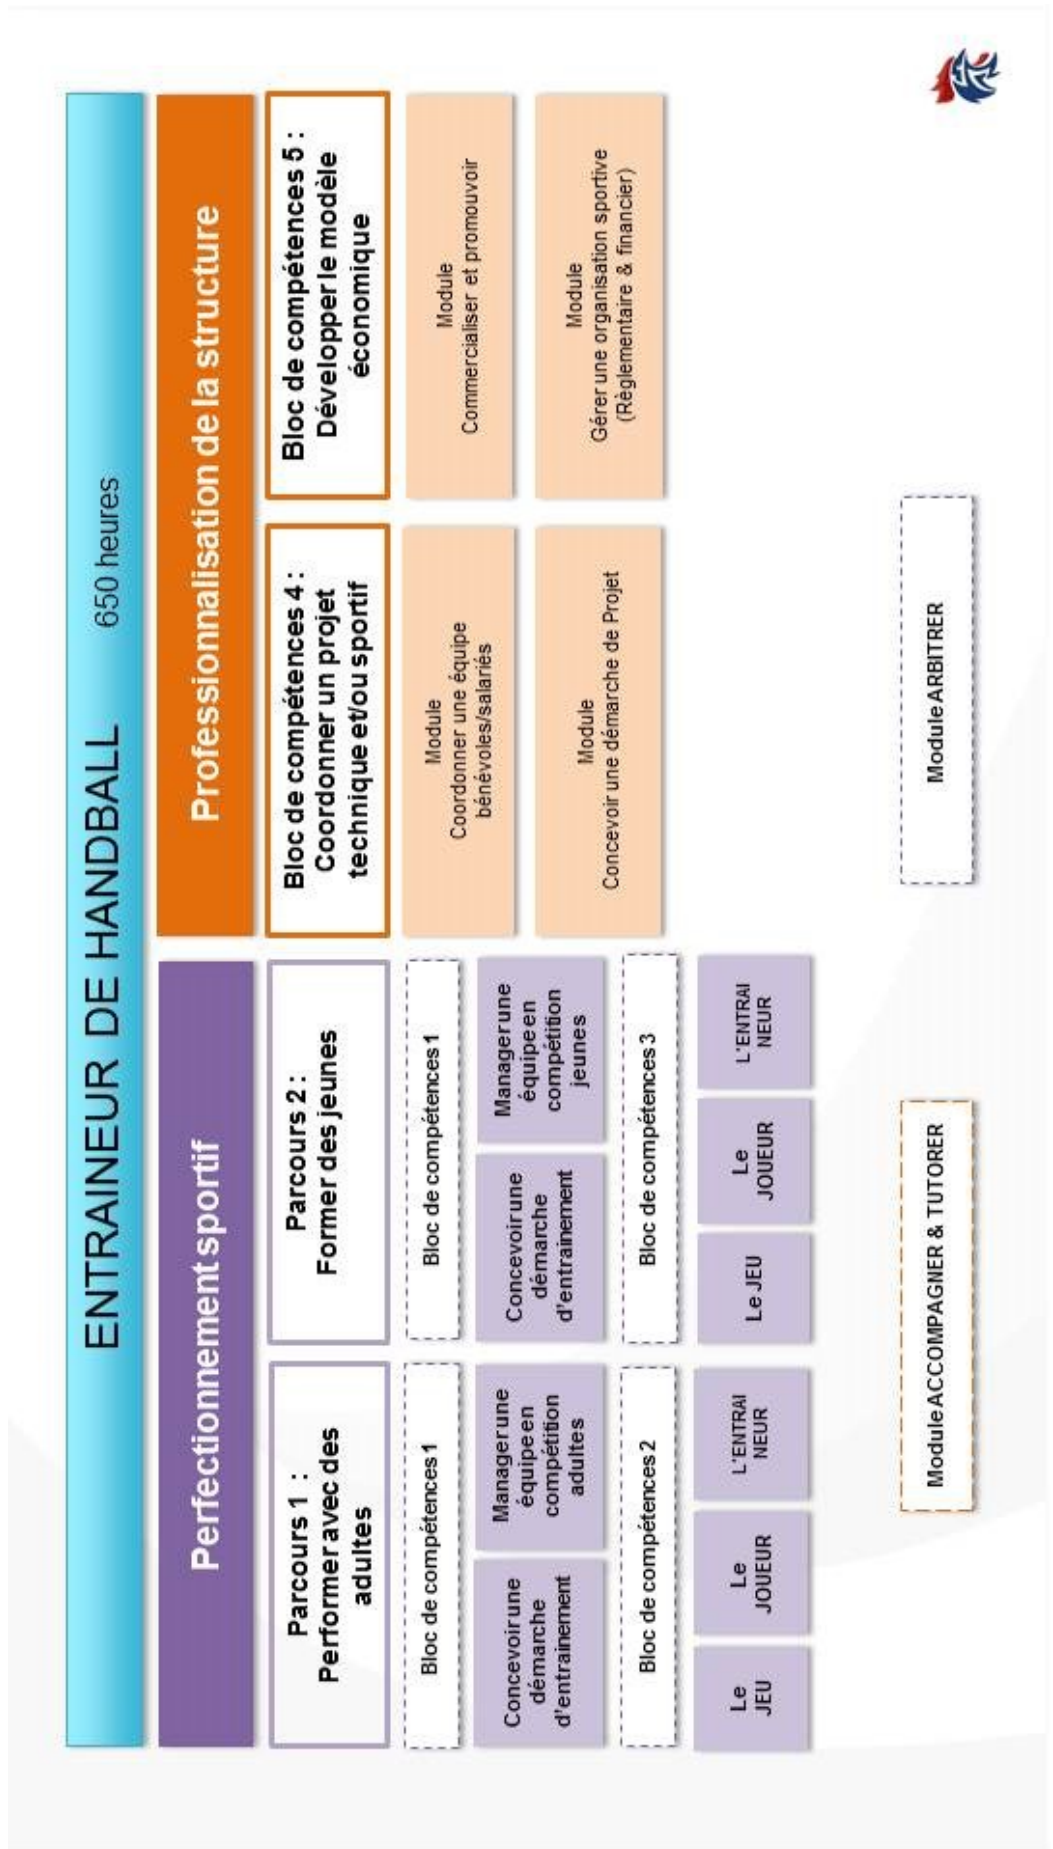 ENTRAINEUR DE HANDBALL 650 heures
Perfectionnement sportif
Professionnalisation de la structure
Parcours 1 :
Performer avec des
adultes
Parcours 2 :
Former des jeunes
Bloc de compétences 4 :
Coordonner un projet
technique et/ou sportif
Bloc de compétences 5 :
Développer le modèle
économique
Bloc de compétences 1
Concevoir une
démarche
d'entrainement
Manager une
équipe en
compétition
adultes
Bloc de compétences 2
Le
JEU
Le
JOUEUR
L'ENTRAI
NEUR
Bloc de compétences 1
Concevoir une
démarche
d'entrainement
Manager une
équipe en
compétition
jeunes
Bloc de compétences 3
Le JEU
Le
JOUEUR
L'ENTRAI
NEUR
Module
Coordonner une équipe
bénévoles/salariés
Module
Concevoir une démarche de Projet
Module
Commercialiser et promouvoir
Module
Gérer une organisation sportive
(Règlementaire & financier)
Module ACCOMPAGNER & TUTORER
Module ARBITRER